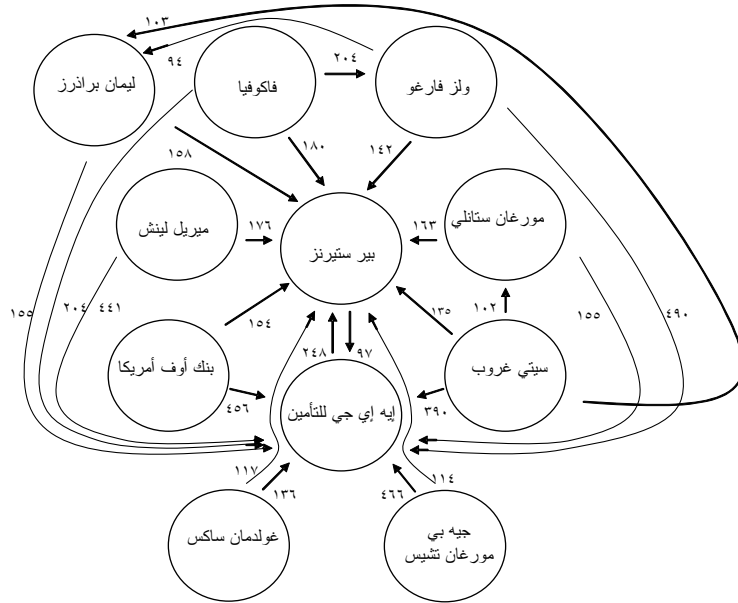 ١٠٣
٩٤
٢٠٤
ليمان براذرز
فاكوفيا
ولز فارغو
١٥٨
١٨٠
١٤٢
ميريل لينش
١٧٦
بير ستيرنز
١٦٣
مورغان ستانلي
١٥٥
٢٠٤
٤٤١
١٥٤
٢٤٨
٩٧
١٣٥
١٠٢
١٥٥
٤٩٠
بنك أوف أمريكا
٤٥٦
إيه إي جي للتأمين
٣٩٠
سيتي غروب
١١٧
١٣٦
٤٦٦
١١٤
غولدمان ساكس
جيه بي
مورغان تشيس